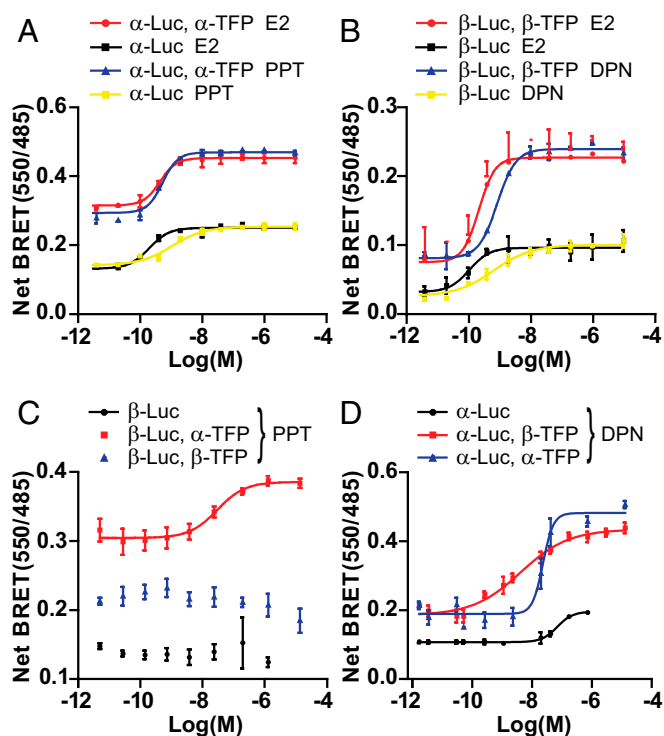 A
α-Luc, α-TFP E2
α-Luc E2
α-Luc, α-TFP PPT
α-Luc PPT
Net BRET(550/485)
0.6
0.4
0.2
0.0
-12 -10 -8 -6 -4
Log(M)
B
β-Luc, β-TFP E2
β-Luc E2
β-Luc, β-TFP DPN
β-Luc DPN
Net BRET(550/485)
0.3
0.2
0.1
0.0
-12 -10 -8 -6 -4
Log(M)
C
β-Luc
β-Luc, α-TFP
β-Luc, β-TFP
} PPT
Net BRET(550/485)
0.4
0.3
0.2
0.1
-12 -10 -8 -6 -4
Log(M)
D
α-Luc
α-Luc, β-TFP
α-Luc, α-TFP
} DPN
Net BRET(550/485)
0.6
0.4
0.2
0.0
-12 -10 -8 -6 -4
Log(M)